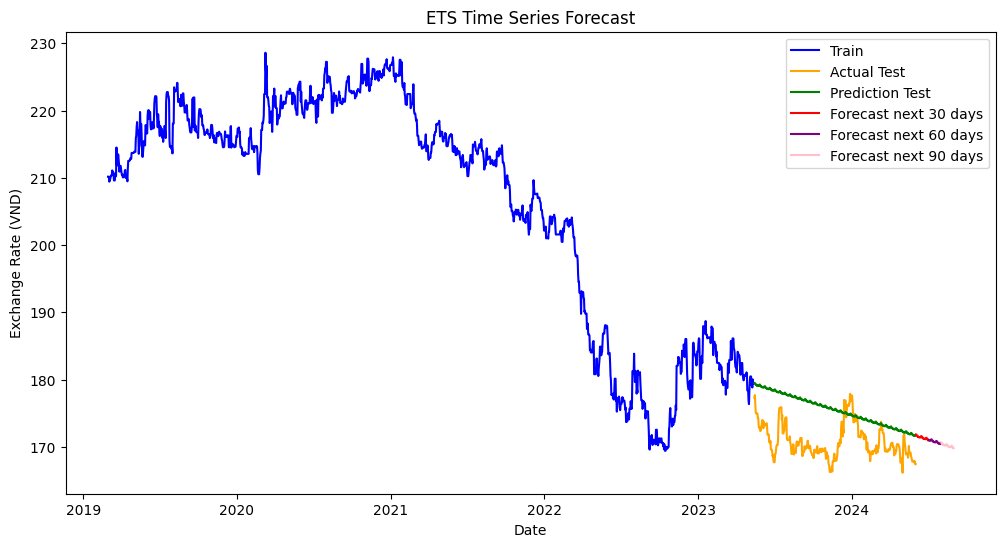 ETS Time Series Forecast
Exchange Rate (VND)
230
220
210
200
190
180
170
2019
2020
2021
2022
2023
2024
Date
Train
Actual Test
Prediction Test
Forecast next 30 days
Forecast next 60 days
Forecast next 90 days